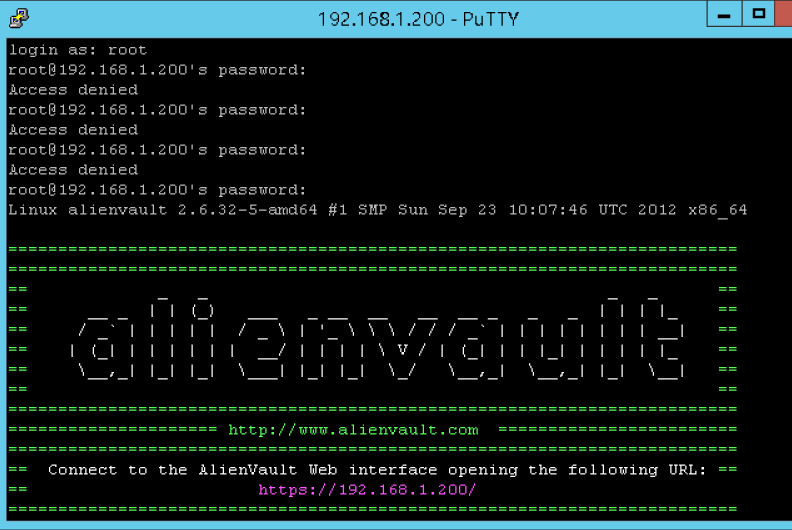 192.168.1.200 - PuTTY
login as: root
root@192.168.1.200's password:
Access denied
root@192.168.1.200's password:
Access denied
root@192.168.1.200's password:
Access denied
root@192.168.1.200's password:
Linux alienvault 2.6.32-5-amd64 #1 SMP Sun Sep 23 10:07:46 UTC 2012 x86_64
=========================================================================
=========================================================================
== ==
== ==
== alienvault ==
== ==
== ==
== ==
=========================================================================
===================== http://www.alienvault.com ========================
=========================================================================
== Connect to the AlienVault Web interface opening the following URL: ==
== https://192.168.1.200/
=========================================================================